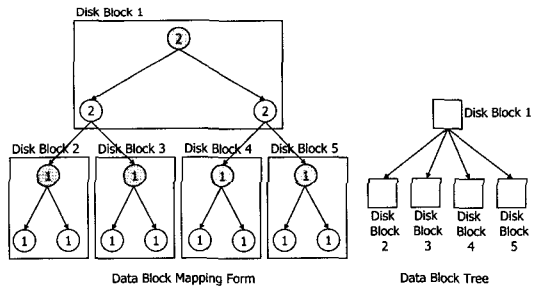 Disk Block 1
2
2 2
Disk Block 2 Disk Block 3 Disk Block 4 Disk Block 5
1 1 1 1
1 1 1 1 1 1 1 1
Data Block Mapping Form
Disk Block 1
Disk Block 2
Disk Block 3
Disk Block 4
Disk Block 5
Data Block Tree